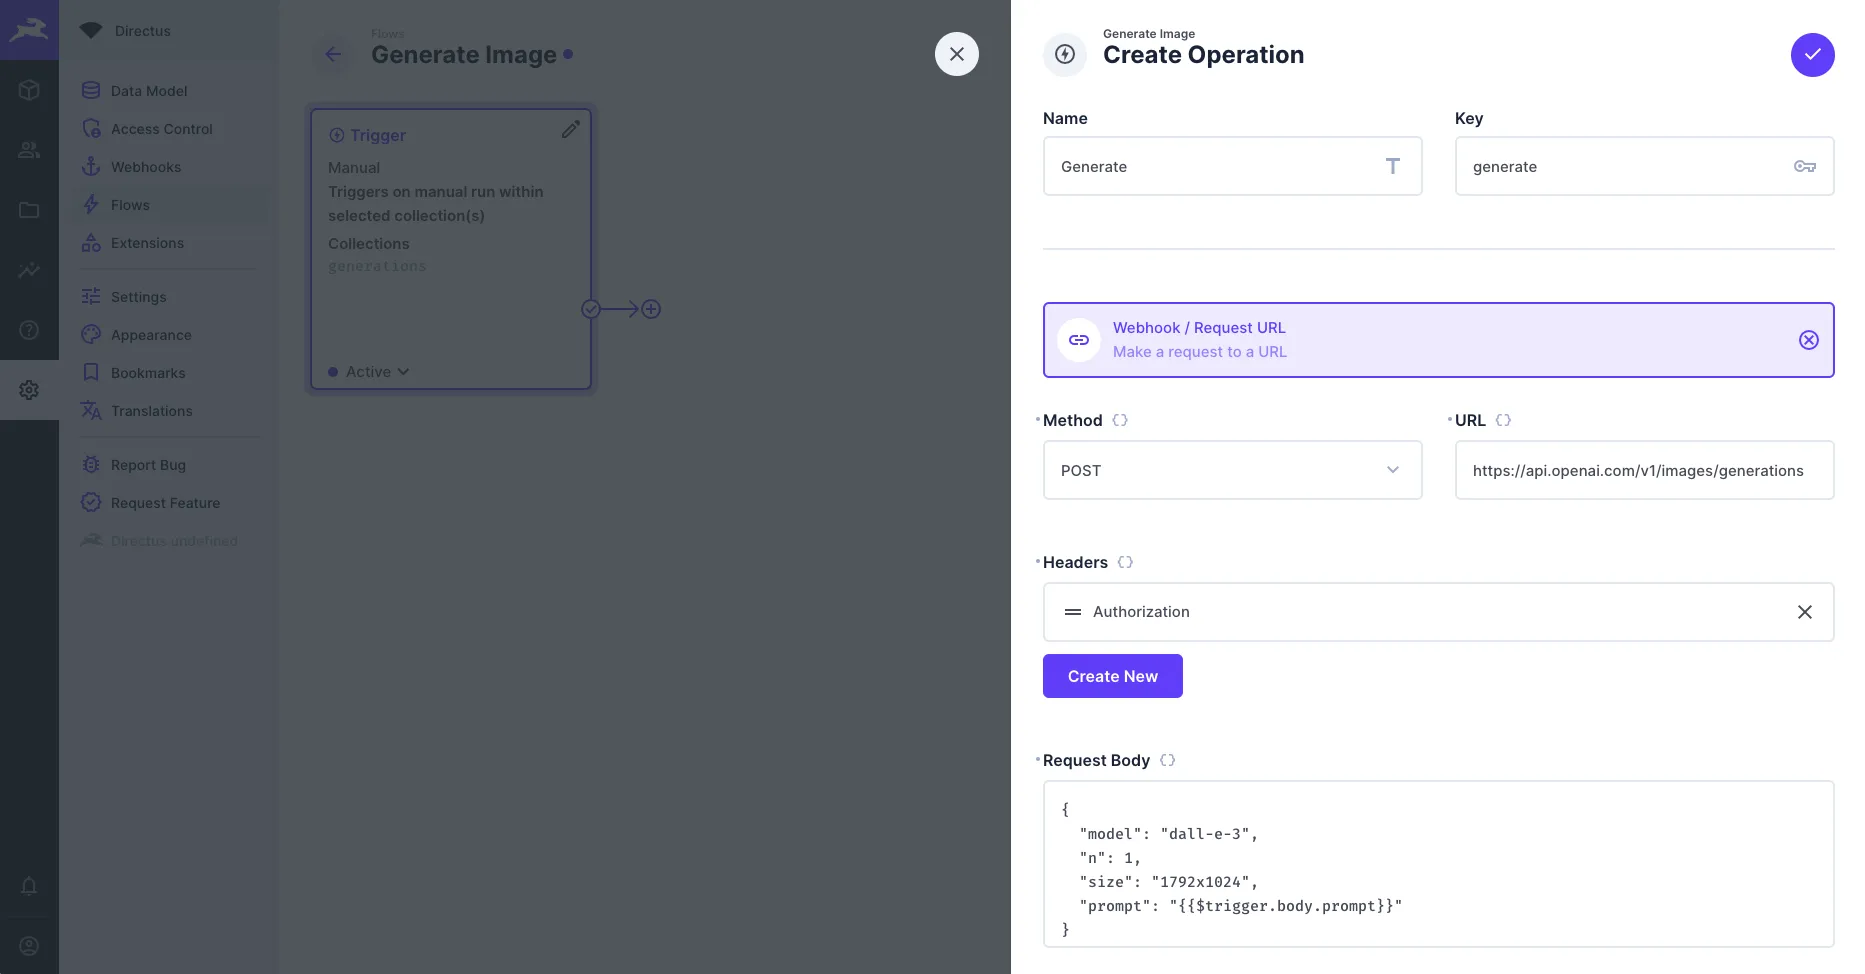 Directus
Data Model
Access Control
Webhooks
Flows
Extensions
Settings
Appearance
Bookmarks
Translations
Report Bug
Request Feature
Directus undefined
Flows
Generate Image
Trigger
Manual
Triggers on manual run within
selected collection(s)
Collections
generations
Active
Generate Image
Create Operation
Name
Key
Generate
generate
Webhook / Request URL
Make a request to a URL
Method
URL
POST
https://api.openai.com/v1/images/generations
Headers
Authorization
Create New
Request Body
{
"model": "dall-e-3",
"n": 1,
"size": "1792x1024",
"prompt": "{{$trigger.body.prompt}}"
}